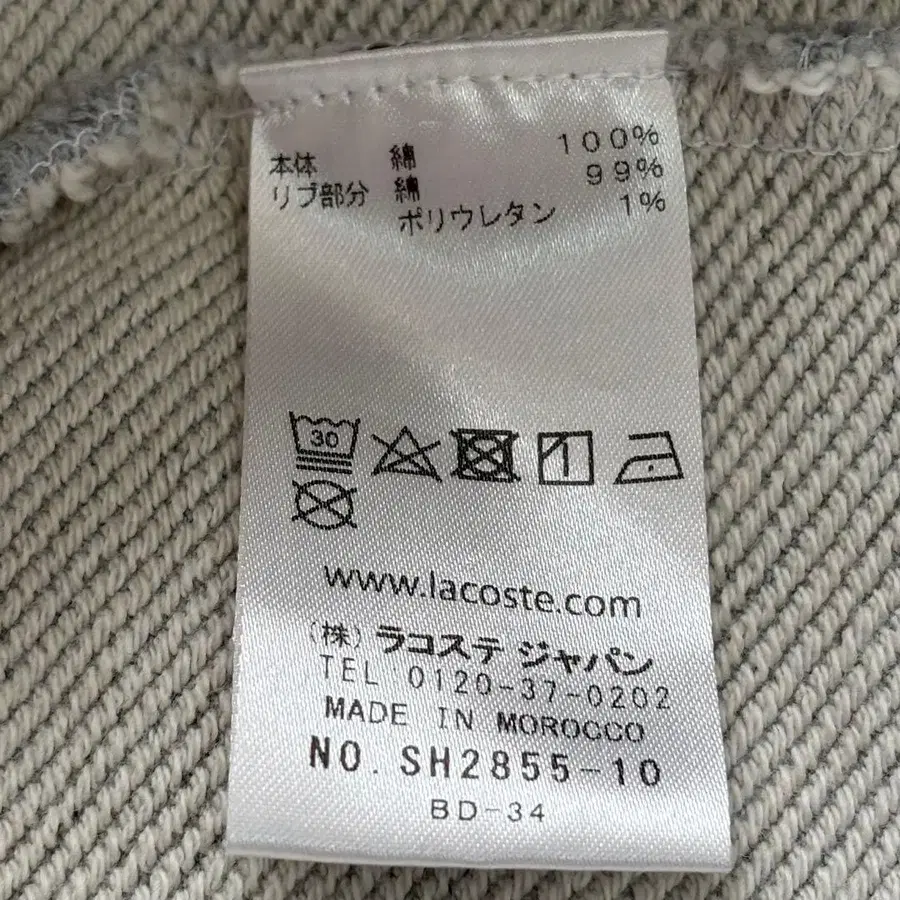 本体 綿 100%
リブ部分 綿 99%
ポリウレタン 1%
30
www.lacoste.com
(株) ラコステ ジャパン
TEL 0120-37-0202
MADE IN MOROCCO
NO. SH2855-10
BD-34